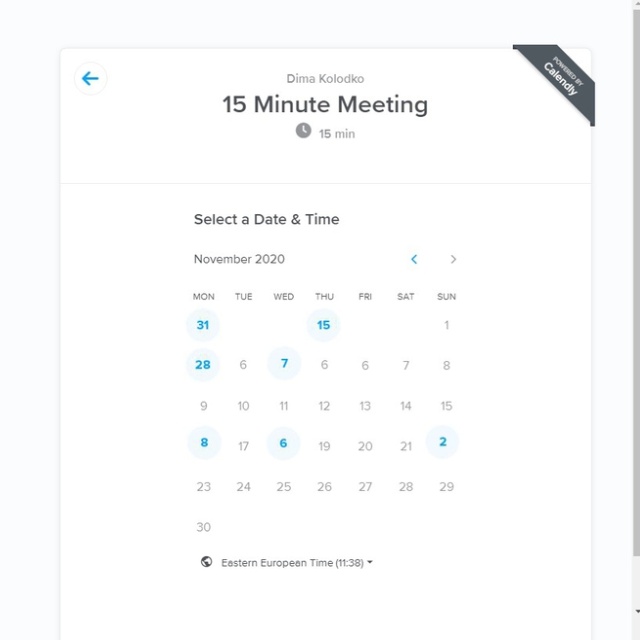 Dima Kolodko
15 Minute Meeting
15 min
POWERED BY
Calendly
Select a Date & Time
November 2020
MON TUE WED THU FRI SAT SUN
31 15 1
28 6 7 6 6 7 8
9 10 11 12 13 14 15
8 17 6 19 20 21 2
23 24 25 26 27 28 29
30
Eastern European Time (11:38)